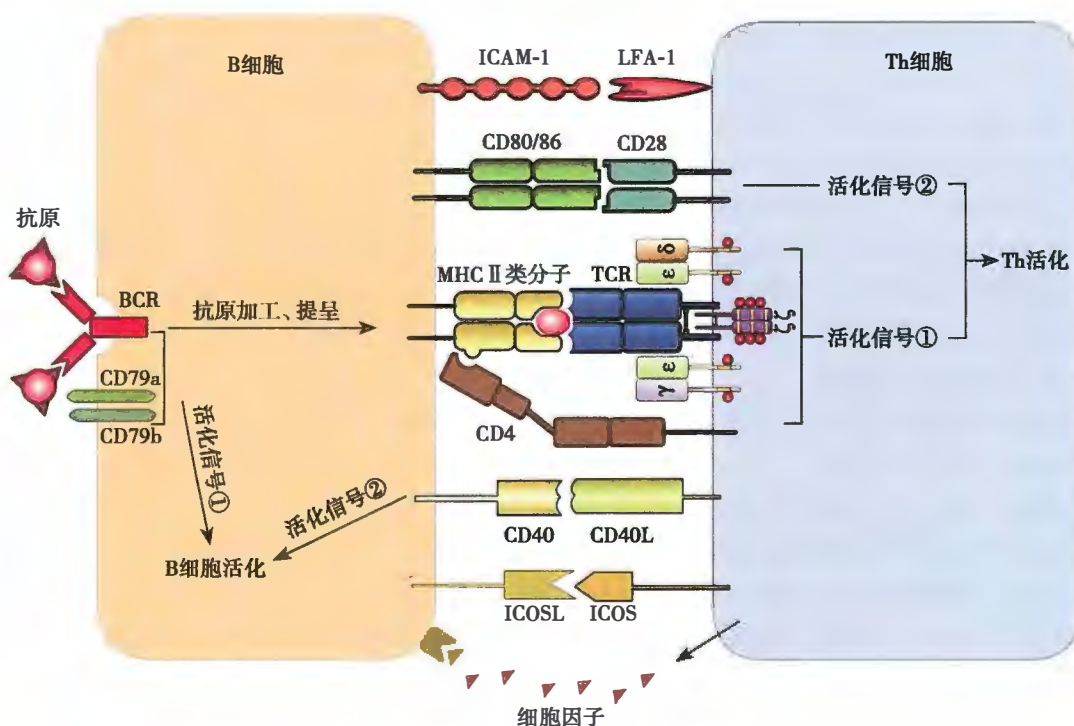 B细胞
ICAM-1
LFA-1
Th细胞
CD80/86
CD28
活化信号②
抗原
δ
ε
Th活化
MHCⅡ类分子
TCR
BCR
抗原加工、提呈
ζζ
活化信号①
CD79a
ε
γ
CD79b
CD4
活化信号①
活化信号②
CD40
CD40L
B细胞活化
ICOSL
ICOS
细胞因子